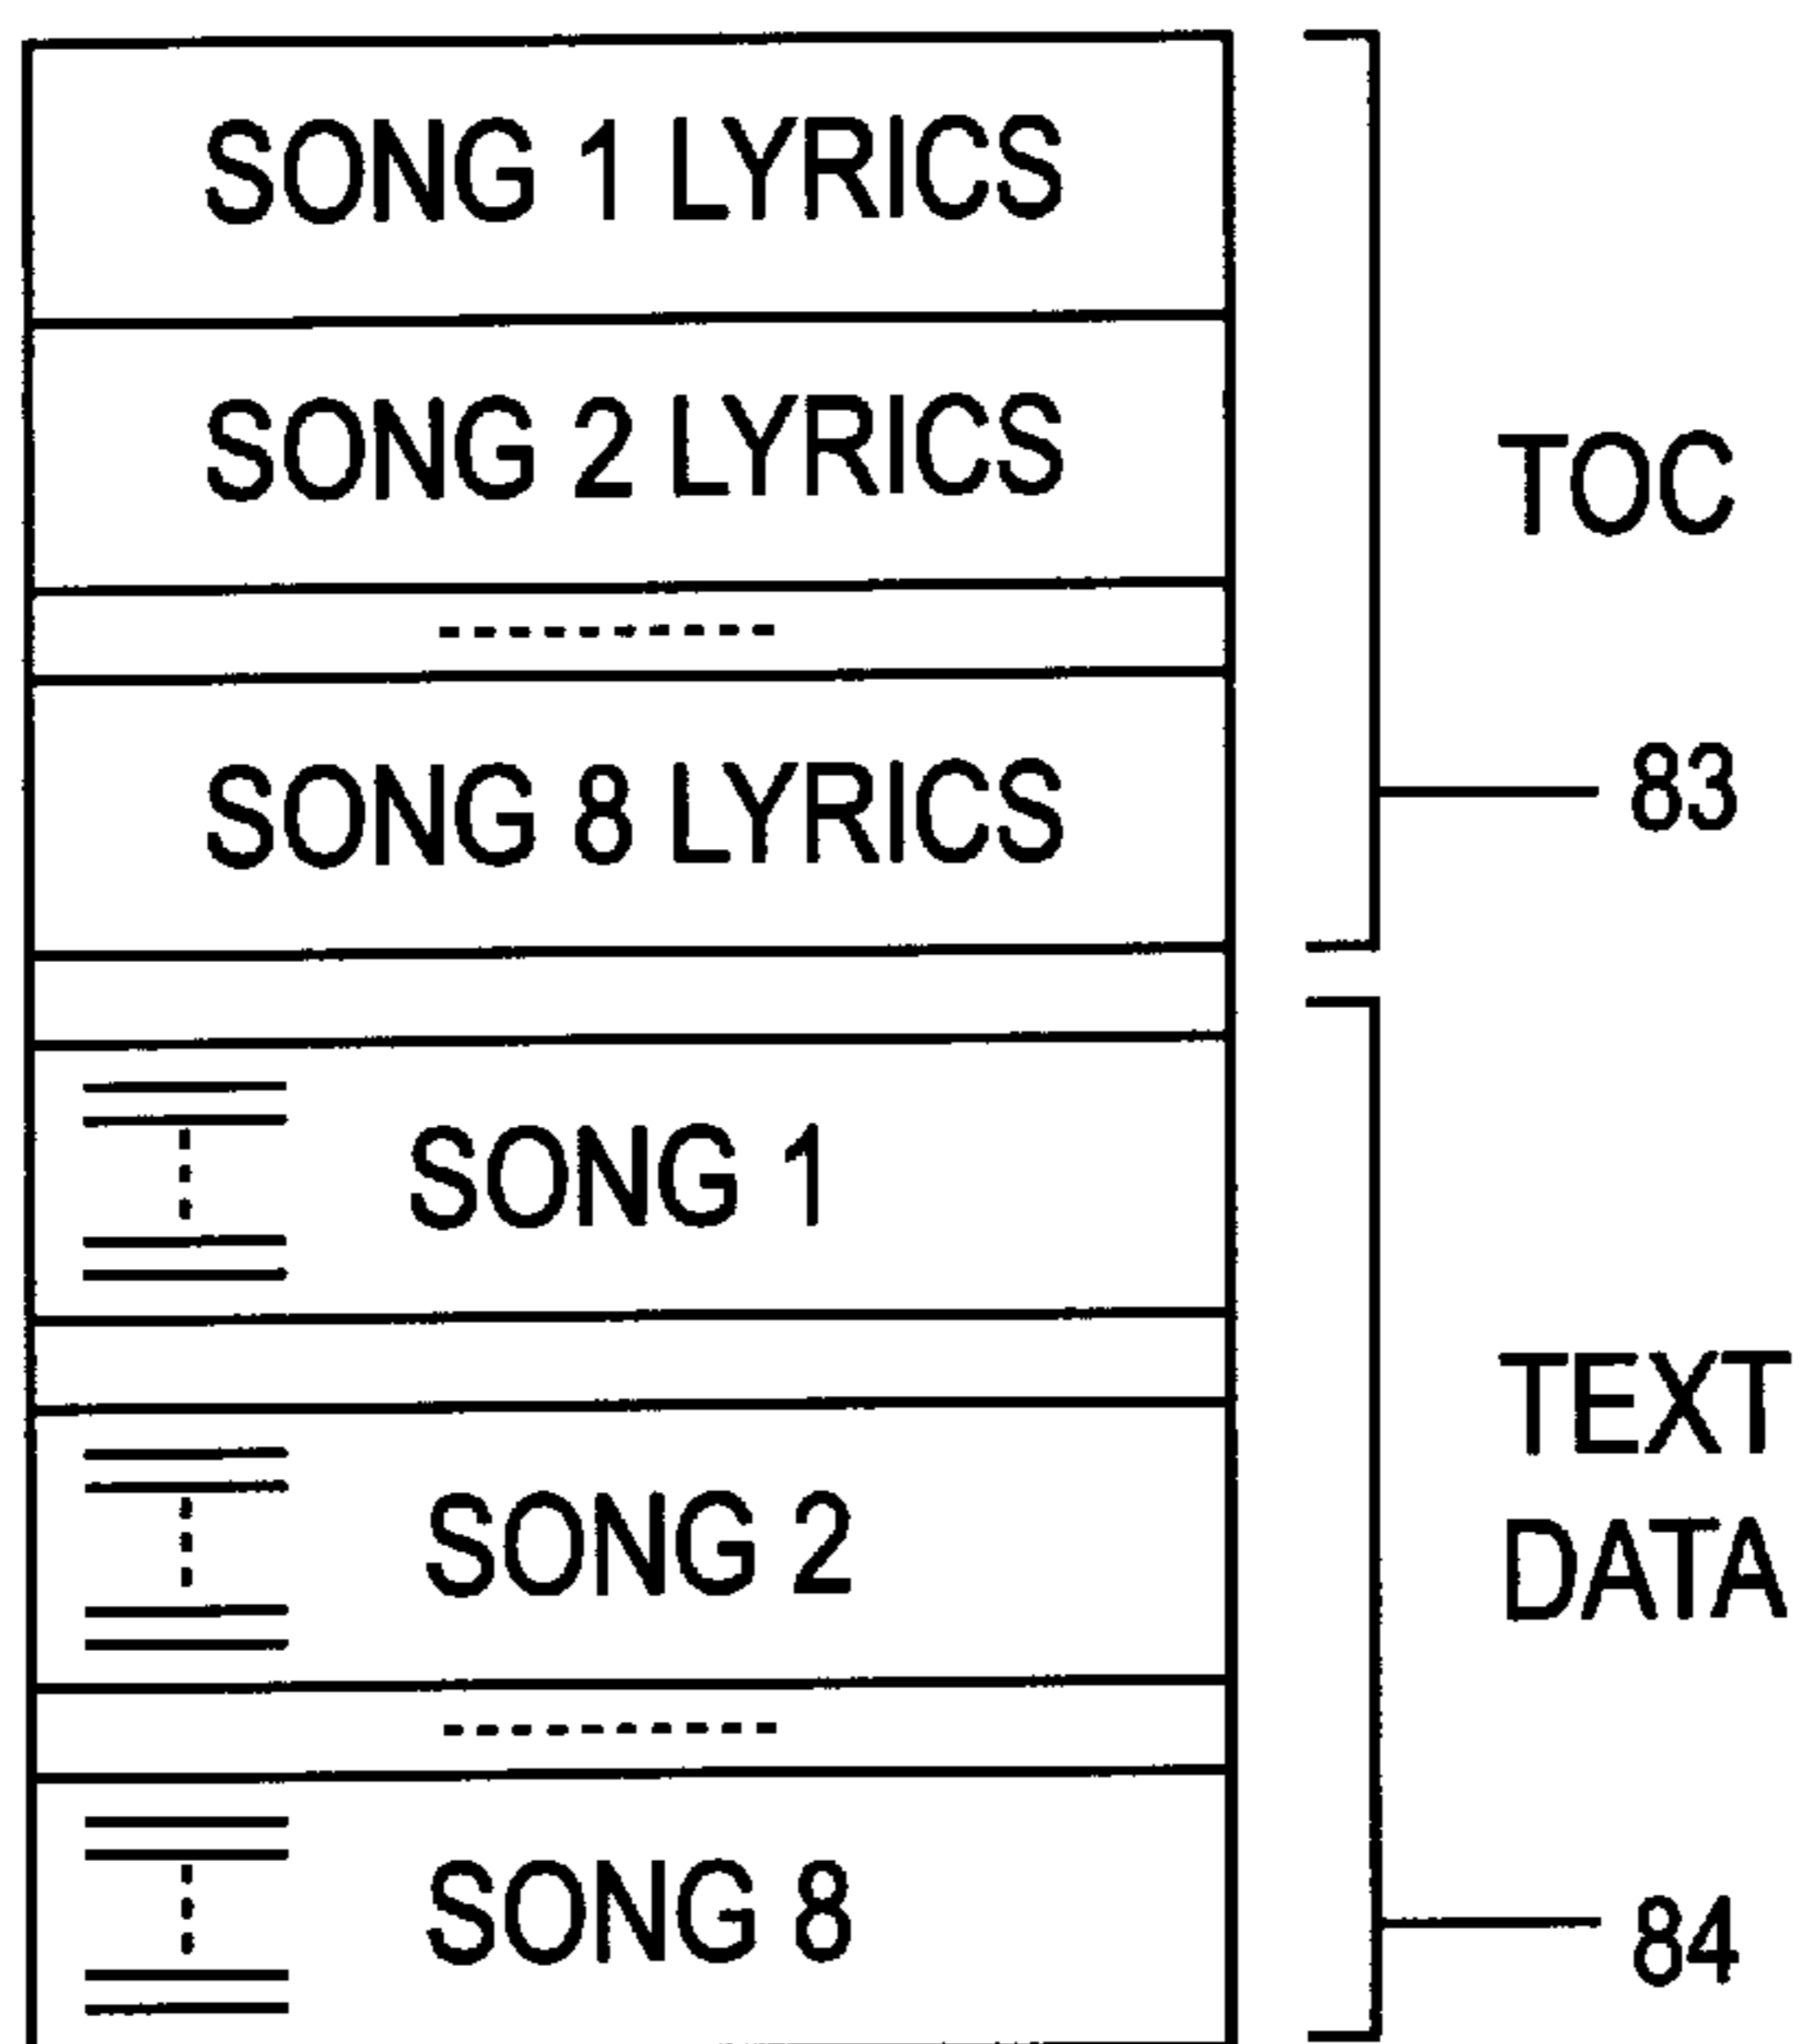 SONG 1 LYRICS
SONG 2 LYRICS
TOC
SONG 8 LYRICS
83
SONG 1
SONG 2
TEXT
DATA
SONG 8
84